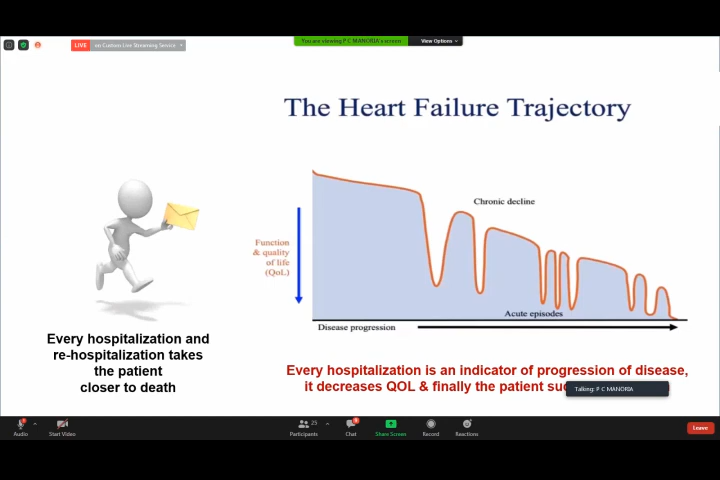 LIVE
on Custom Live Streaming Service
You are viewing P C MANORIA's screen
View Options
The Heart Failure Trajectory
Chronic decline
Function
& quality
of life
(QoL)
Acute episodes
Disease progression
Every hospitalization and
re-hospitalization takes
the patient
closer to death
Every hospitalization is an indicator of progression of disease,
it decreases QOL & finally the patient
Talking: P C MANORIA
Audio
Start Video
Participants
25
Chat
Share Screen
Record
Reactions
Leave